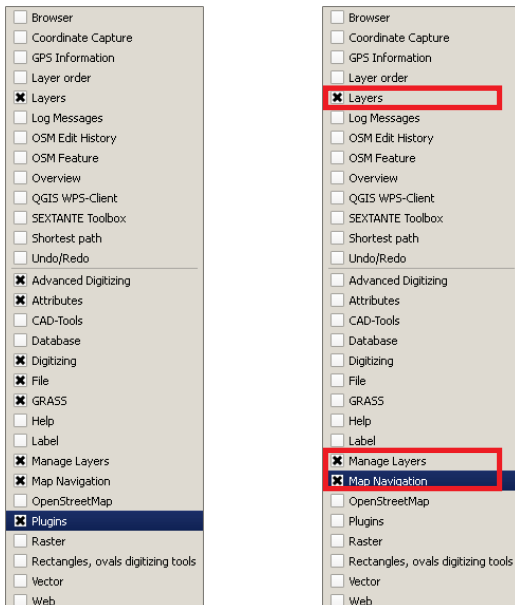 Browser
Coordinate Capture
GPS Information
Layer order
Layers
Log Messages
OSM Edit History
OSM Feature
Overview
QGIS WPS-Client
SEXTANTE Toolbox
Shortest path
Undo/Redo
Advanced Digitizing
Attributes
CAD-Tools
Database
Digitizing
File
GRASS
Help
Label
Manage Layers
Map Navigation
OpenStreetMap
Plugins
Raster
Rectangles, ovals digitizing tools
Vector
Web
Browser
Coordinate Capture
GPS Information
Layer order
Layers
Log Messages
OSM Edit History
OSM Feature
Overview
QGIS WPS-Client
SEXTANTE Toolbox
Shortest path
Undo/Redo
Advanced Digitizing
Attributes
CAD-Tools
Database
Digitizing
File
GRASS
Help
Label
Manage Layers
Map Navigation
OpenStreetMap
Plugins
Raster
Rectangles, ovals digitizing tools
Vector
Web